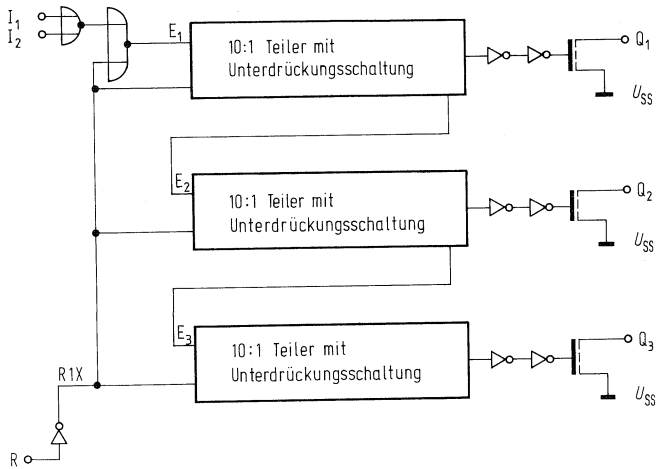 I1
I2
E1
10:1 Teiler mit
Unterdrückungsschaltung
Q1
USS
E2
10:1 Teiler mit
Unterdrückungsschaltung
Q2
USS
E3
10:1 Teiler mit
Unterdrückungsschaltung
Q3
USS
R1X
R